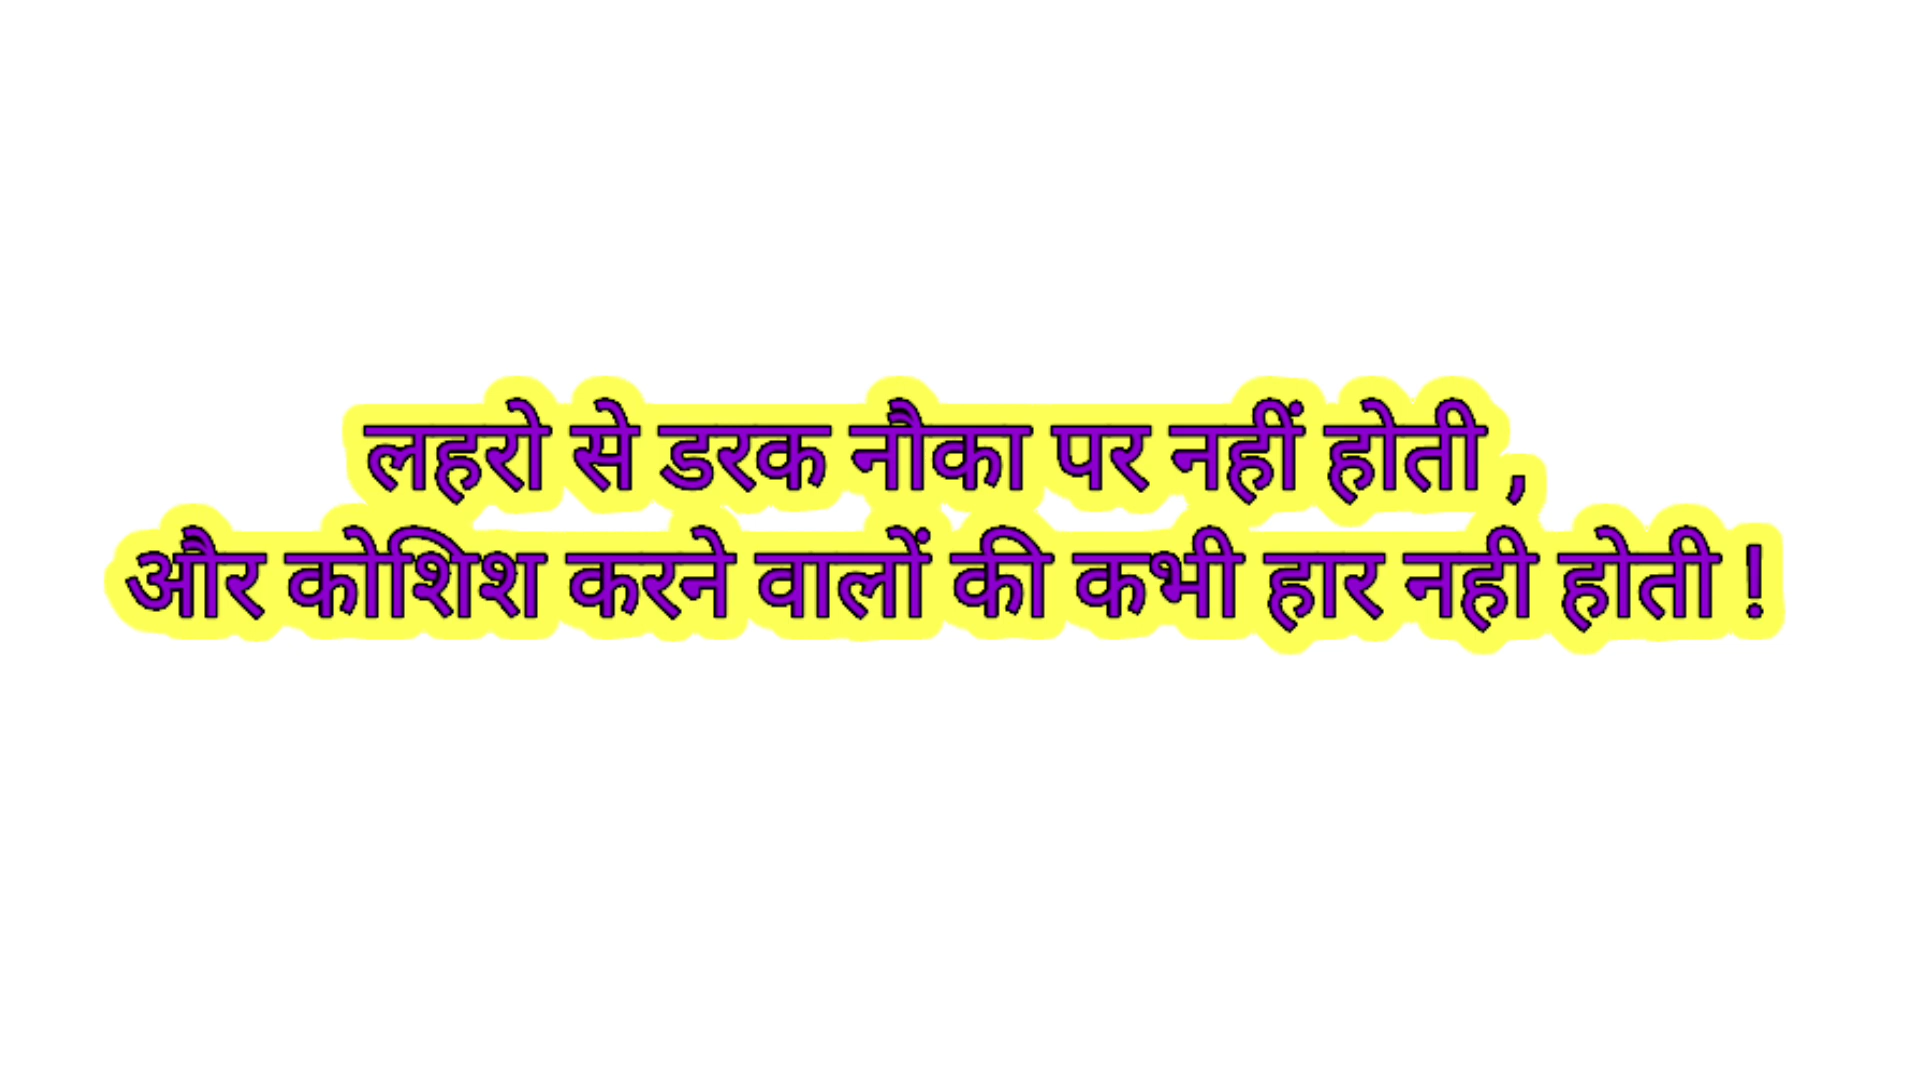 लहरो से डरक नौका पर नहीं होती ,
और कोशिश करने वालों की कभी हार नही होती !